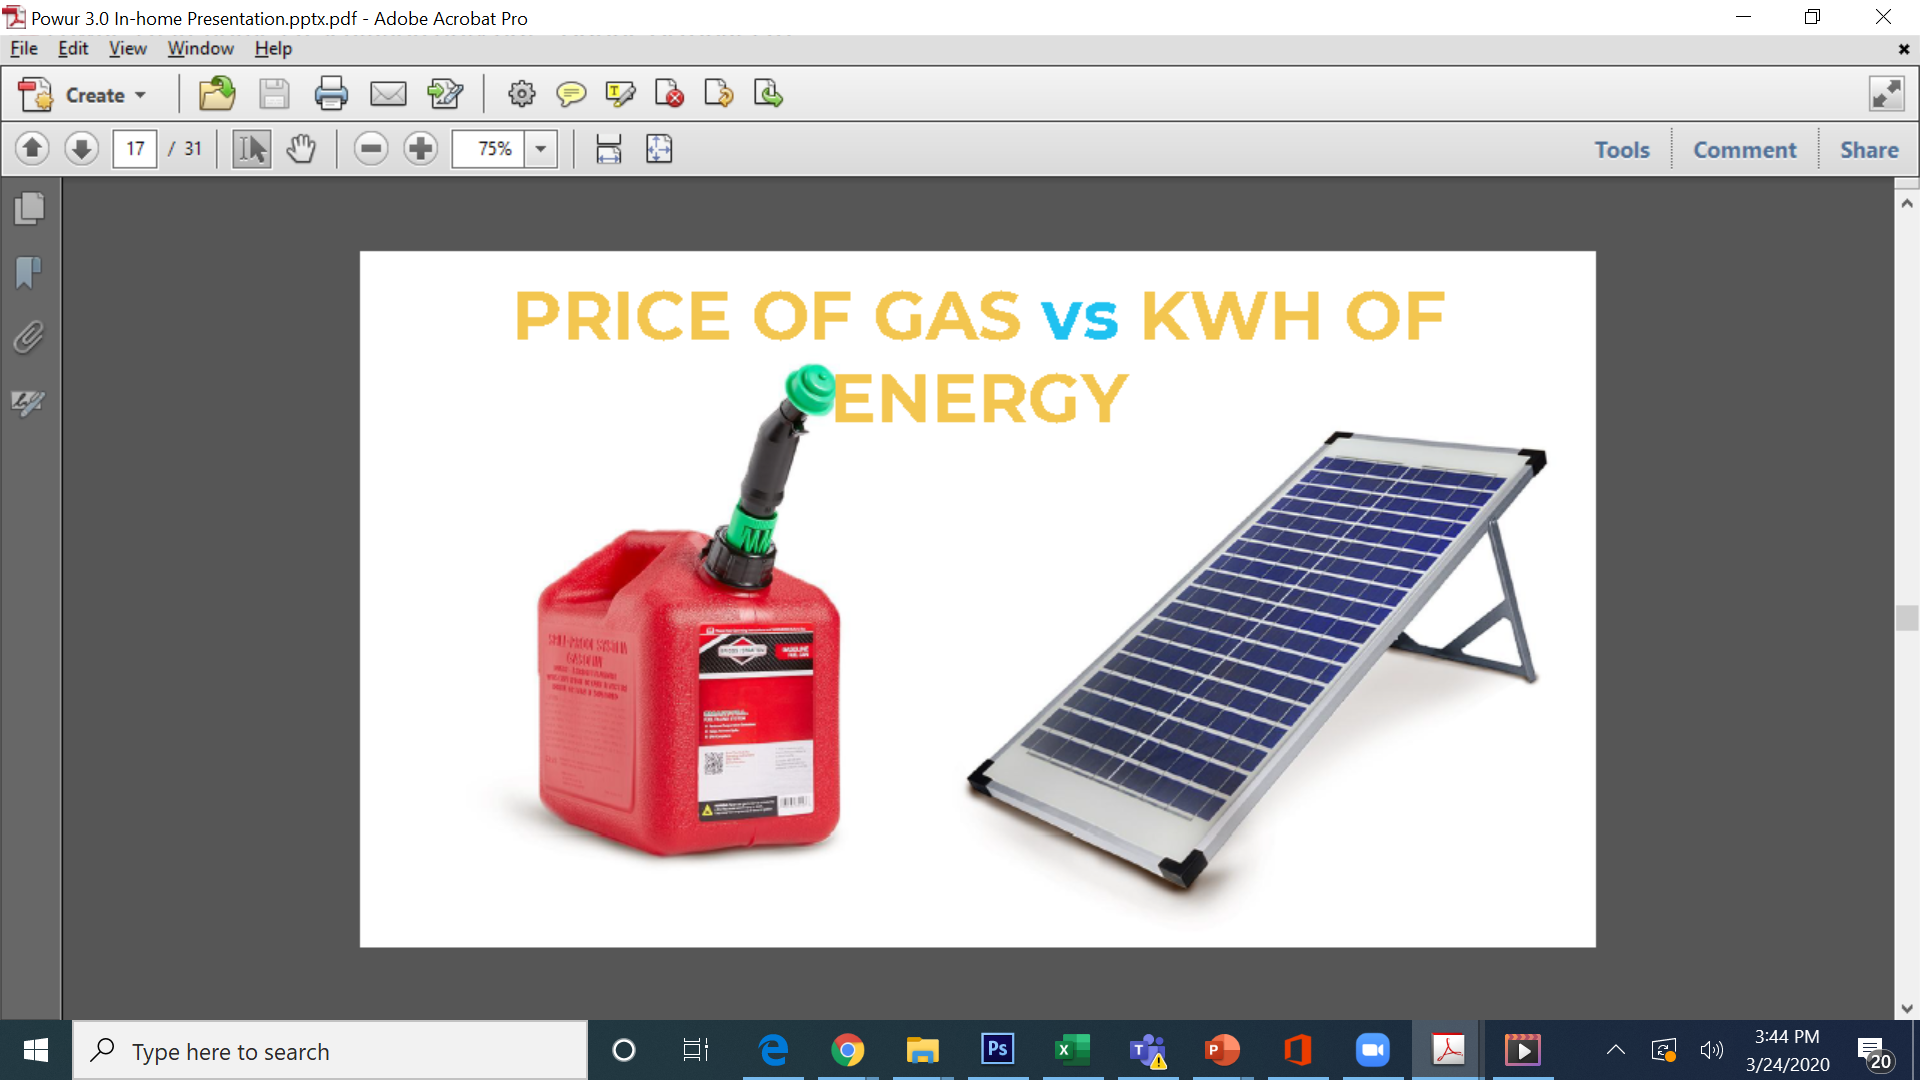 Powur 3.0 In-home Presentation.pptx.pdf - Adobe Acrobat Pro
File Edit View Window Help
Create
17 / 31 75% Tools Comment Share
PRICE OF GAS vs KWH OF
ENERGY
Type here to search
Ps
3:44 PM
3/24/2020
20